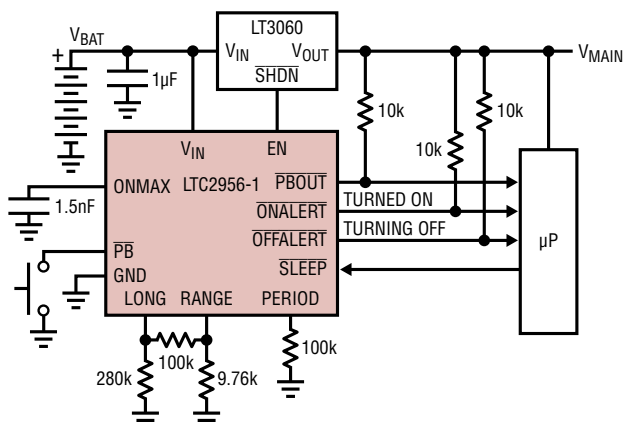 LT3060
VBAT
VIN
VOUT
VMAIN
SHDN
+
1µF
10k
10k
10k
VIN
EN
ONMAX
LTC2956-1
PBOUT
1.5nF
ONALERT
TURNED ON
OFFALERT
TURNING OFF
µP
PB
SLEEP
GND
LONG
RANGE
PERIOD
100k
100k
280k
9.76k